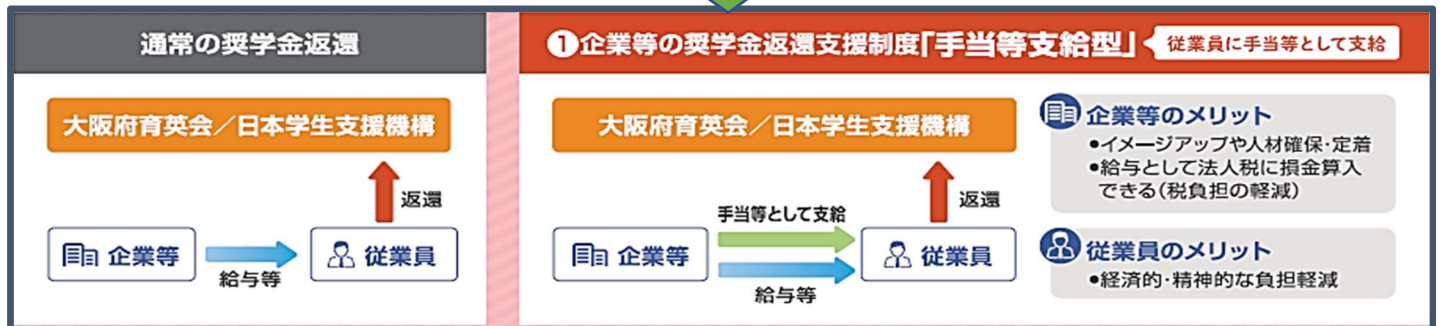 通常の奨学金返還
大阪府育英会/日本学生支援機構
返還
企業等
給与等
従業員
❶企業等の奨学金返還支援制度「手当等支給型」
従業員に手当等として支給
大阪府育英会/日本学生支援機構
返還
手当等として支給
企業等
給与等
従業員
企業等のメリット
●イメージアップや人材確保・定着
●給与として法人税に損金算入
できる(税負担の軽減)
従業員のメリット
●経済的・精神的な負担軽減